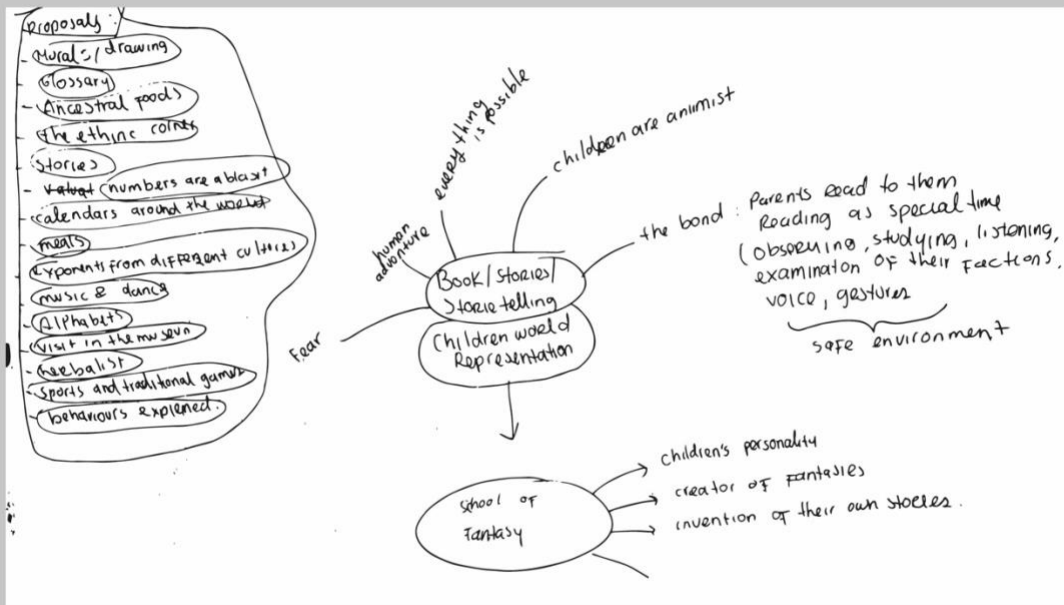 Proposals:
- Mural / drawing
- Glossary
- Ancestral foods
- the ethinc corner
- Stories
- numbers are a blast
- calendars around the world
- meals
- exponents from different cultures
- music & dance
- Alphabets
- visit in the museum
- herbalist
- sports and traditional games
- behaviours explened.
everything
is possible
children are animist
human
adventure
Fear
Book/Stories/
Storie telling
Children world
Representation
the bond: Parents read to them
Reading as special time
(observing, studying, listening,
examination of their factions,
voice, gestures
safe environment
School of
Fantasy
children's personality
creator of fantasies
invention of their own stories.